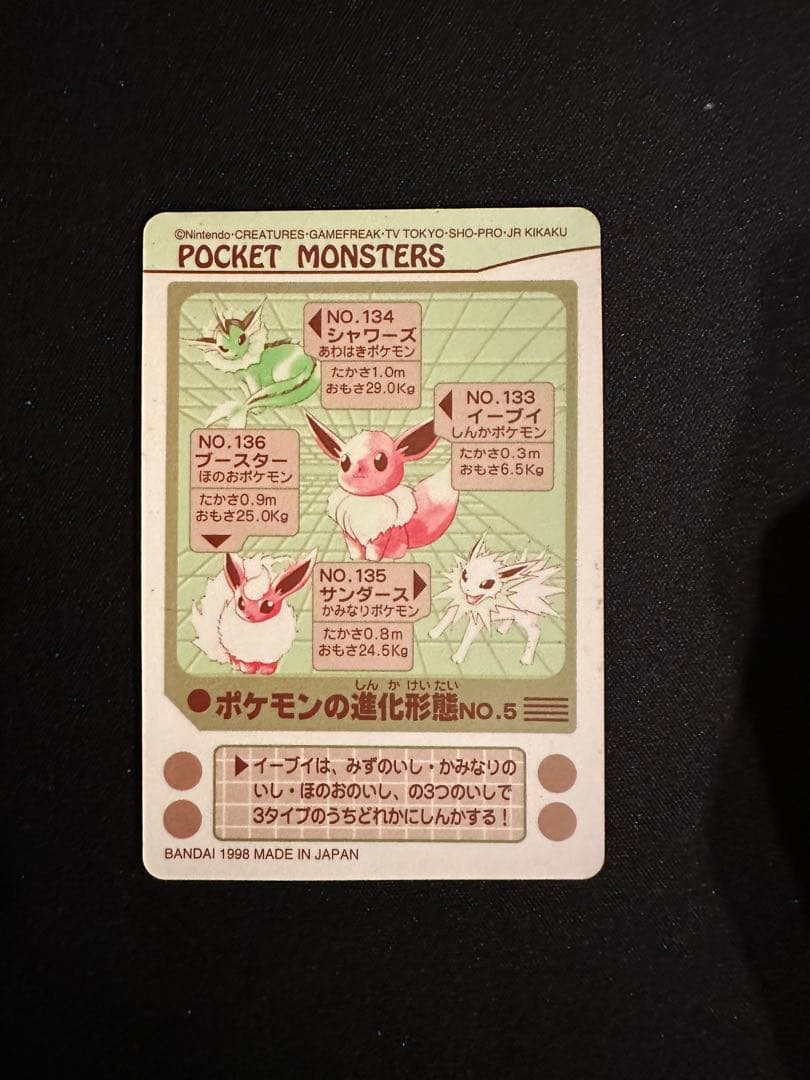 ©Nintendo·CREATURES·GAMEFREAK·TV TOKYO·SHO-PRO·JR KIKAKU
POCKET MONSTERS
NO.134
シャワーズ
あわはきポケモン
たかさ1.0m
おもさ29.0Kg
NO.133
イーブイ
しんかポケモン
たかさ0.3m
おもさ6.5Kg
NO.136
ブースター
ほのおポケモン
たかさ0.9m
おもさ25.0Kg
NO.135
サンダース
かみなりポケモン
たかさ0.8m
おもさ24.5Kg
しんかけいたい
●ポケモンの進化形態NO.5
▶イーブイは、みずのいし・かみなりの
いし・ほのおのいし、の3つのいしで
3タイプのうちどれかにしんかする!
BANDAI 1998 MADE IN JAPAN